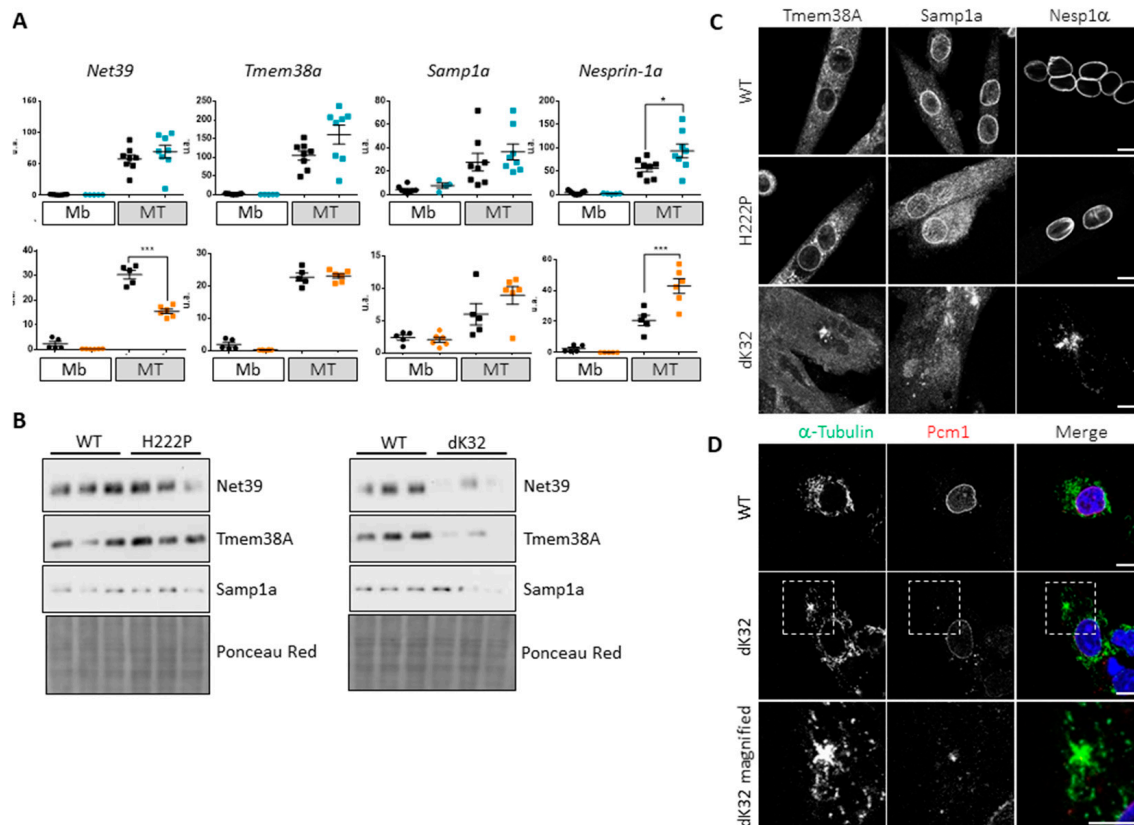 A
Net39 Tmem38a Samp1a Nesprin-1a
u.a. 150 100 50 0
u.a. 250 200 150 100 50 0
u.a. 80 60 40 20 0
u.a. 200 150 100 50 0
*
Mb MT Mb MT Mb MT Mb MT
40 30 20 10 0
u.a. 30 20 10 0
u.a. 15 10 5 0
u.a. 80 60 40 20 0
*** ***
Mb MT Mb MT Mb MT Mb MT
B
WT H222P WT dK32
Net39 Net39
Tmem38A Tmem38A
Samp1a Samp1a
Ponceau Red Ponceau Red
C
Tmem38A Samp1a Nesp1α
WT
H222P
dK32
D
α-Tubulin Pcm1 Merge
WT
dK32
dK32 magnified